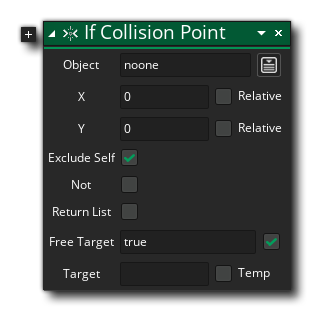 If Collision Point
Object noone
X 0 Relative
Y 0 Relative
Exclude Self
Not
Return List
Free Target true
Target Temp